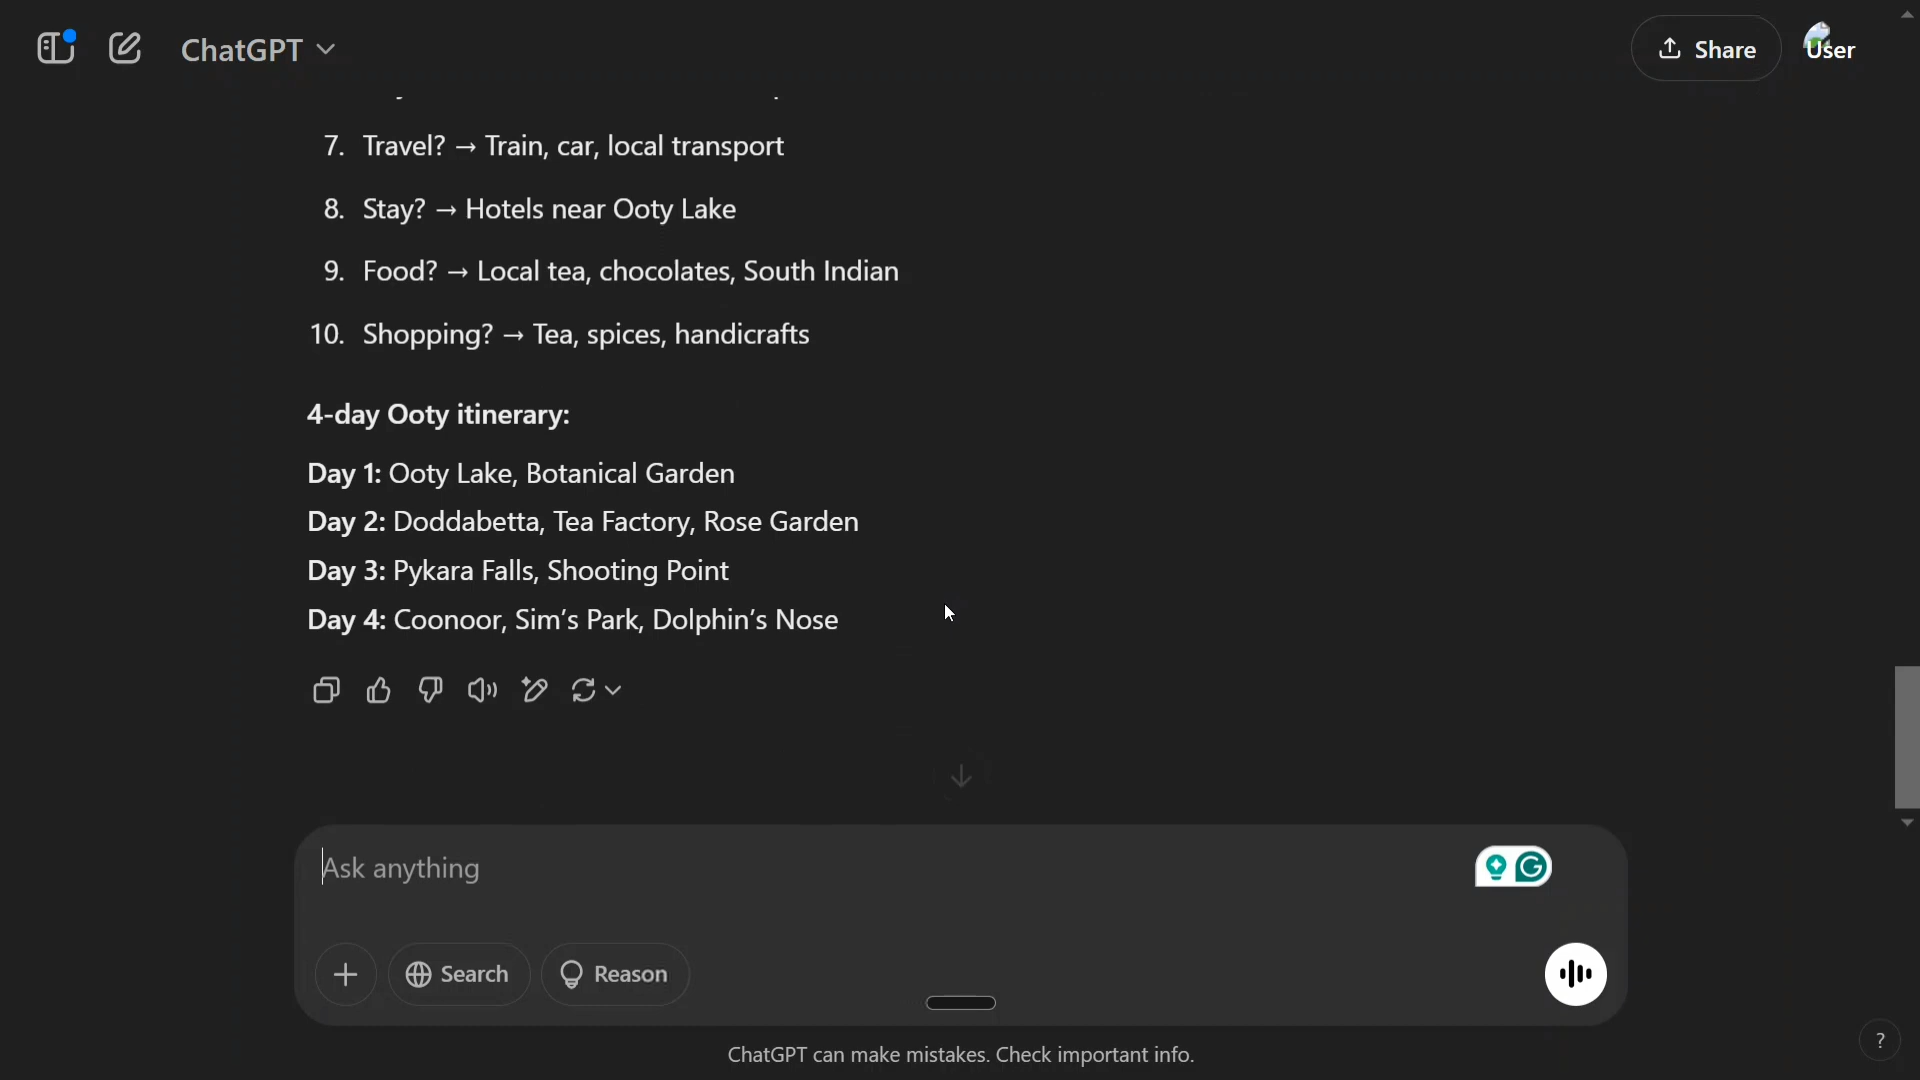 ChatGPT
Share
User
7. Travel? → Train, car, local transport
8. Stay? → Hotels near Ooty Lake
9. Food? → Local tea, chocolates, South Indian
10. Shopping? → Tea, spices, handicrafts
4-day Ooty itinerary:
Day 1: Ooty Lake, Botanical Garden
Day 2: Doddabetta, Tea Factory, Rose Garden
Day 3: Pykara Falls, Shooting Point
Day 4: Coonoor, Sim’s Park, Dolphin’s Nose
Ask anything
Search
Reason
ChatGPT can make mistakes. Check important info.
?